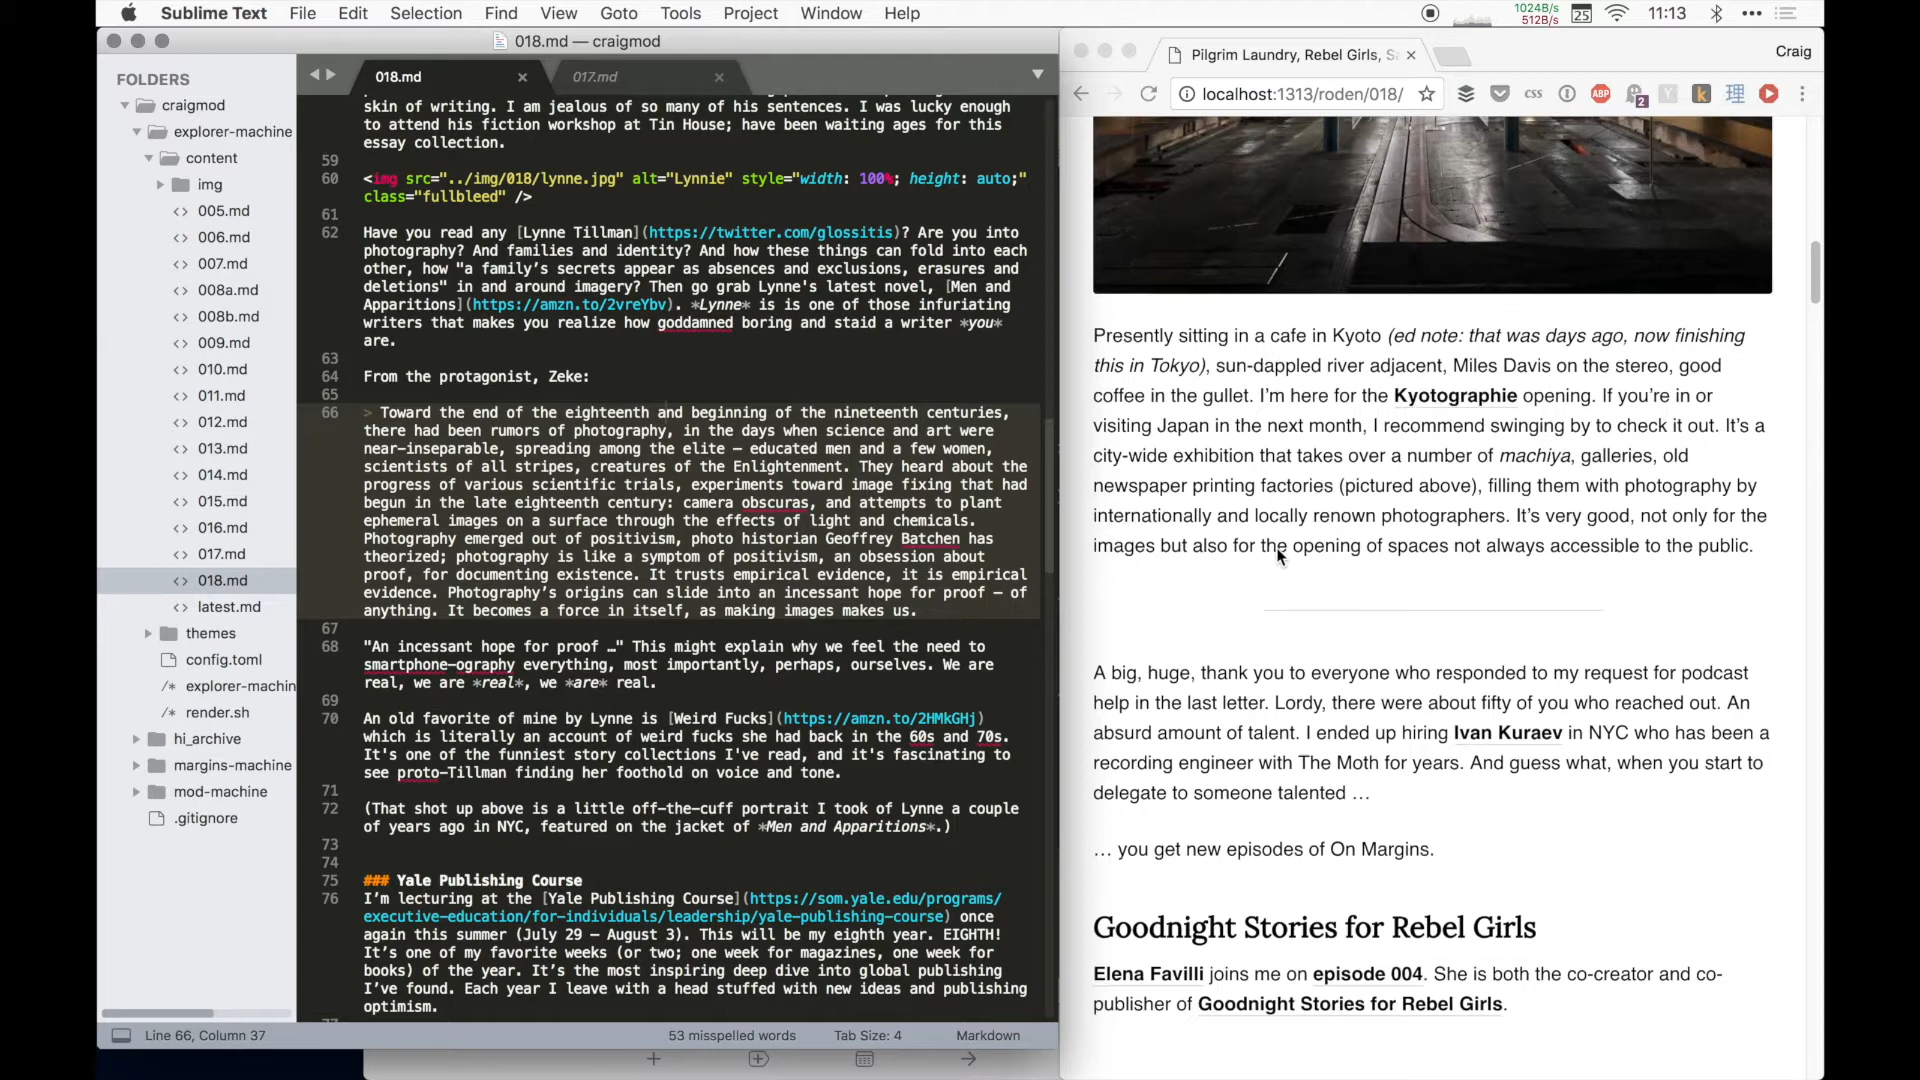 Sublime Text File Edit Selection Find View Goto Tools Project Window Help
1024B/s
512B/s
25
11:13
018.md — craigmod
FOLDERS
craigmod
explorer-machine
content
img
005.md
006.md
007.md
008a.md
008b.md
009.md
010.md
011.md
012.md
013.md
014.md
015.md
016.md
017.md
018.md
latest.md
themes
config.toml
/* explorer-machin
/* render.sh
hi_archive
margins-machine
mod-machine
.gitignore
018.md
017.md
skin of writing. I am jealous of so many of his sentences. I was lucky enough
to attend his fiction workshop at Tin House; have been waiting ages for this
essay collection.
59
60 <img src="../img/018/lynne.jpg" alt="Lynnie" style="width: 100%; height: auto;"
class="fullbleed" />
61
62 Have you read any [Lynne Tillman](https://twitter.com/glossitis)? Are you into
photography? And families and identity? And how these things can fold into each
other, how "a family’s secrets appear as absences and exclusions, erasures and
deletions" in and around imagery? Then go grab Lynne's latest novel, [Men and
Apparitions](https://amzn.to/2vreYbv). *Lynne* is is one of those infuriating
writers that makes you realize how goddamned boring and staid a writer *you*
are.
63
64 From the protagonist, Zeke:
65
66 > Toward the end of the eighteenth and beginning of the nineteenth centuries,
there had been rumors of photography, in the days when science and art were
near-inseparable, spreading among the elite — educated men and a few women,
scientists of all stripes, creatures of the Enlightenment. They heard about the
progress of various scientific trials, experiments toward image fixing that had
begun in the late eighteenth century: camera obscuras, and attempts to plant
ephemeral images on a surface through the effects of light and chemicals.
Photography emerged out of positivism, photo historian Geoffrey Batchen has
theorized; photography is like a symptom of positivism, an obsession about
proof, for documenting existence. It trusts empirical evidence, it is empirical
evidence. Photography’s origins can slide into an incessant hope for proof — of
anything. It becomes a force in itself, as making images makes us.
67
68 "An incessant hope for proof …" This might explain why we feel the need to
smartphone-ography everything, most importantly, perhaps, ourselves. We are
real, we are *real*, we *are* real.
69
70 An old favorite of mine by Lynne is [Weird Fucks](https://amzn.to/2HMkGHj)
which is literally an account of weird fucks she had back in the 60s and 70s.
It's one of the funniest story collections I've read, and it's fascinating to
see proto-Tillman finding her foothold on voice and tone.
71
72 (That shot up above is a little off-the-cuff portrait I took of Lynne a couple
of years ago in NYC, featured on the jacket of *Men and Apparitions*.)
73
74
75 ### Yale Publishing Course
76 I’m lecturing at the [Yale Publishing Course](https://som.yale.edu/programs/
executive-education/for-individuals/leadership/yale-publishing-course) once
again this summer (July 29 — August 3). This will be my eighth year. EIGHTH!
It’s one of my favorite weeks (or two; one week for magazines, one week for
books) of the year. It’s the most inspiring deep dive into global publishing
I’ve found. Each year I leave with a head stuffed with new ideas and publishing
optimism.
Line 66, Column 37
53 misspelled words
Tab Size: 4
Markdown
Pilgrim Laundry, Rebel Girls, S
Craig
localhost:1313/roden/018/
css
ABP
2
Y
k
理
Presently sitting in a cafe in Kyoto (ed note: that was days ago, now finishing
this in Tokyo), sun-dappled river adjacent, Miles Davis on the stereo, good
coffee in the gullet. I’m here for the Kyotographie opening. If you’re in or
visiting Japan in the next month, I recommend swinging by to check it out. It’s a
city-wide exhibition that takes over a number of machiya, galleries, old
newspaper printing factories (pictured above), filling them with photography by
internationally and locally renown photographers. It’s very good, not only for the
images but also for the opening of spaces not always accessible to the public.
A big, huge, thank you to everyone who responded to my request for podcast
help in the last letter. Lordy, there were about fifty of you who reached out. An
absurd amount of talent. I ended up hiring Ivan Kuraev in NYC who has been a
recording engineer with The Moth for years. And guess what, when you start to
delegate to someone talented …
… you get new episodes of On Margins.
Goodnight Stories for Rebel Girls
Elena Favilli joins me on episode 004. She is both the co-creator and co-
publisher of Goodnight Stories for Rebel Girls.